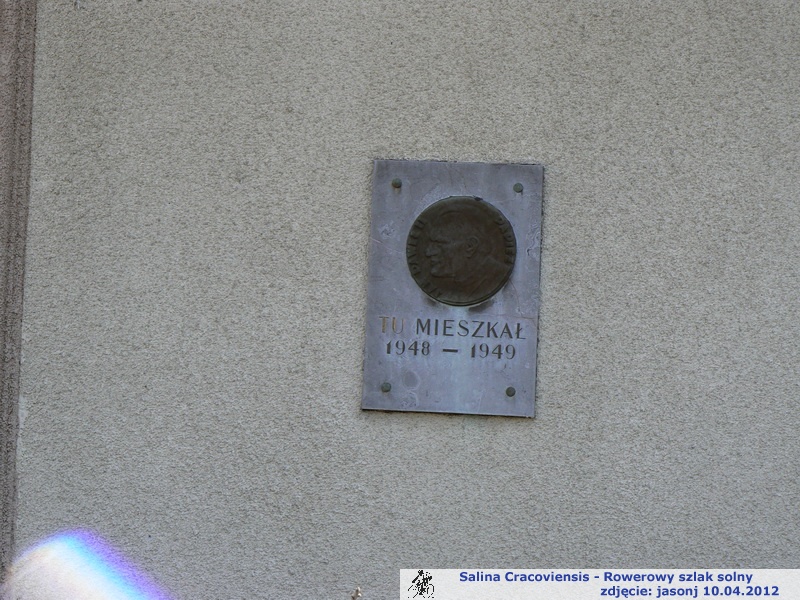 TU MIESZKAŁ
1948 — 1949
Salina Cracoviensis - Rowerowy szlak solny
zdjęcie: jasonj 10.04.2012